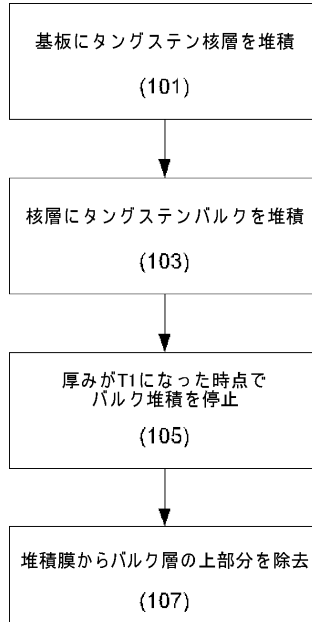 基板にタングステン核層を堆積
(101)
核層にタングステンバルクを堆積
(103)
厚みがT1になった時点で
バルク堆積を停止
(105)
堆積膜からバルク層の上部分を除去
(107)